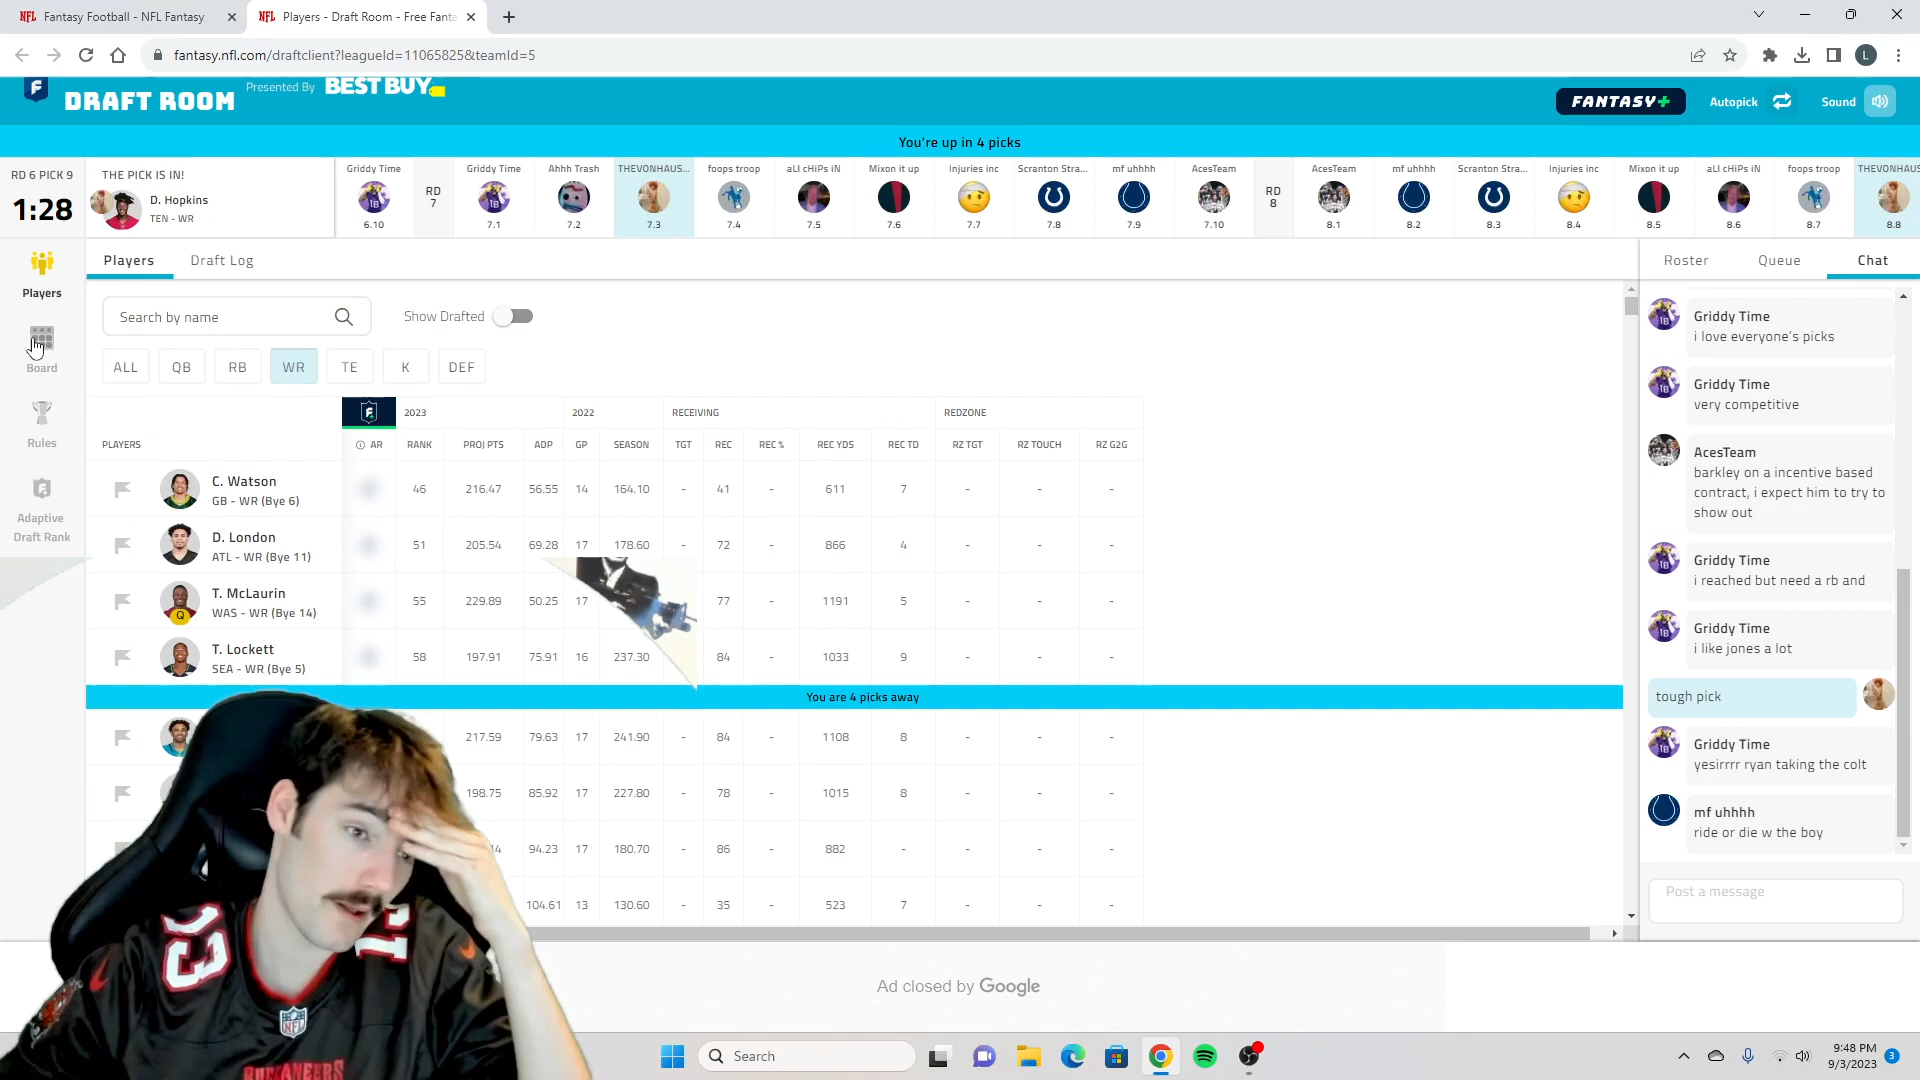 Fantasy Football - NFL Fantasy
Players - Draft Room - Free Fanta
fantasy.nfl.com/draftclient?leagueId=11065825&teamId=5
L
DRAFT ROOM
Presented By BEST BUY
FANTASY+
Autopick
Sound
You're up in 4 picks
RD 6 PICK 9
1:28
THE PICK IS IN!
D. Hopkins
TEN - WR
Griddy Time
6.10
RD
7
Griddy Time
7.1
Ahhh Trash
7.2
THEVONHAUS...
7.3
foops troop
7.4
aLl cHiPs iN
7.5
Mixon it up
7.6
Injuries inc
7.7
Scranton Stra...
7.8
mf uhhhh
7.9
AcesTeam
7.10
RD
8
AcesTeam
8.1
mf uhhhh
8.2
Scranton Stra...
8.3
Injuries inc
8.4
Mixon it up
8.5
aLl cHiPs iN
8.6
foops troop
8.7
THEVONHAUS
8.8
Players
Board
Rules
Adaptive
Draft Rank
Players
Draft Log
Search by name
Show Drafted
ALL QB RB WR TE K DEF
2023 2022 RECEIVING REDZONE
PLAYERS AR RANK PROJ PTS ADP GP SEASON TGT REC REC % REC YDS REC TD RZ TGT RZ TOUCH RZ G2G
C. Watson
GB - WR (Bye 6)
46 216.47 56.55 14 164.10 - 41 - 611 7 - - -
D. London
ATL - WR (Bye 11)
51 205.54 69.28 17 178.60 - 72 - 866 4 - - -
T. McLaurin
Q
WAS - WR (Bye 14)
55 229.89 50.25 17 77 - 1191 5 - - -
T. Lockett
SEA - WR (Bye 5)
58 197.91 75.91 16 237.30 84 - 1033 9 - - -
You are 4 picks away
217.59 79.63 17 241.90 - 84 - 1108 8 - - -
198.75 85.92 17 227.80 - 78 - 1015 8 - - -
94.23 17 180.70 - 86 - 882 - - - -
104.61 13 130.60 - 35 - 523 7 - - -
Roster
Queue
Chat
Griddy Time
i love everyone's picks
Griddy Time
very competitive
AcesTeam
barkley on a incentive based
contract, i expect him to try to
show out
Griddy Time
i reached but need a rb and
Griddy Time
i like jones a lot
tough pick
Griddy Time
yesirrrr ryan taking the colt
mf uhhhh
ride or die w the boy
Post a message
Ad closed by Google
NFL
BUCCANEERS
Search
9:48 PM
9/3/2023
3